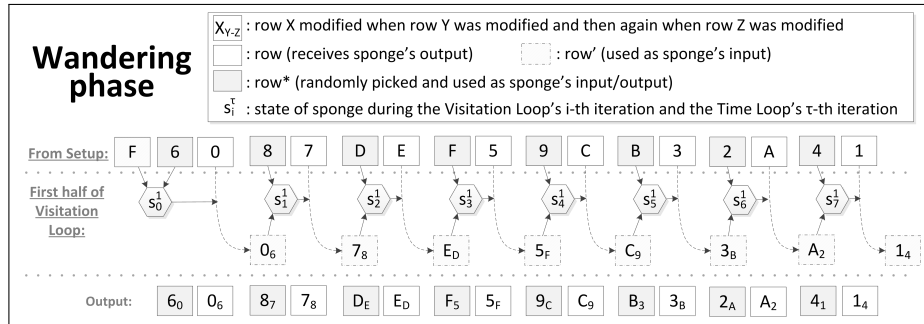 Wandering
phase
X_Y-Z : row X modified when row Y was modified and then again when row Z was modified
: row (receives sponge's output) : row' (used as sponge's input)
: row* (randomly picked and used as sponge's input/output)
s_i^τ : state of sponge during the Visitation Loop's i-th iteration and the Time Loop's τ-th iteration
From Setup: F 6 0 8 7 D E F 5 9 C B 3 2 A 4 1
First half of
Visitation
Loop:
s_0^1 s_1^1 s_2^1 s_3^1 s_4^1 s_5^1 s_6^1 s_7^1
0_6 7_8 E_D 5_F C_9 3_B A_2 1_4
Output: 6_0 0_6 8_7 7_8 D_E E_D F_5 5_F 9_C C_9 B_3 3_B 2_A A_2 4_1 1_4